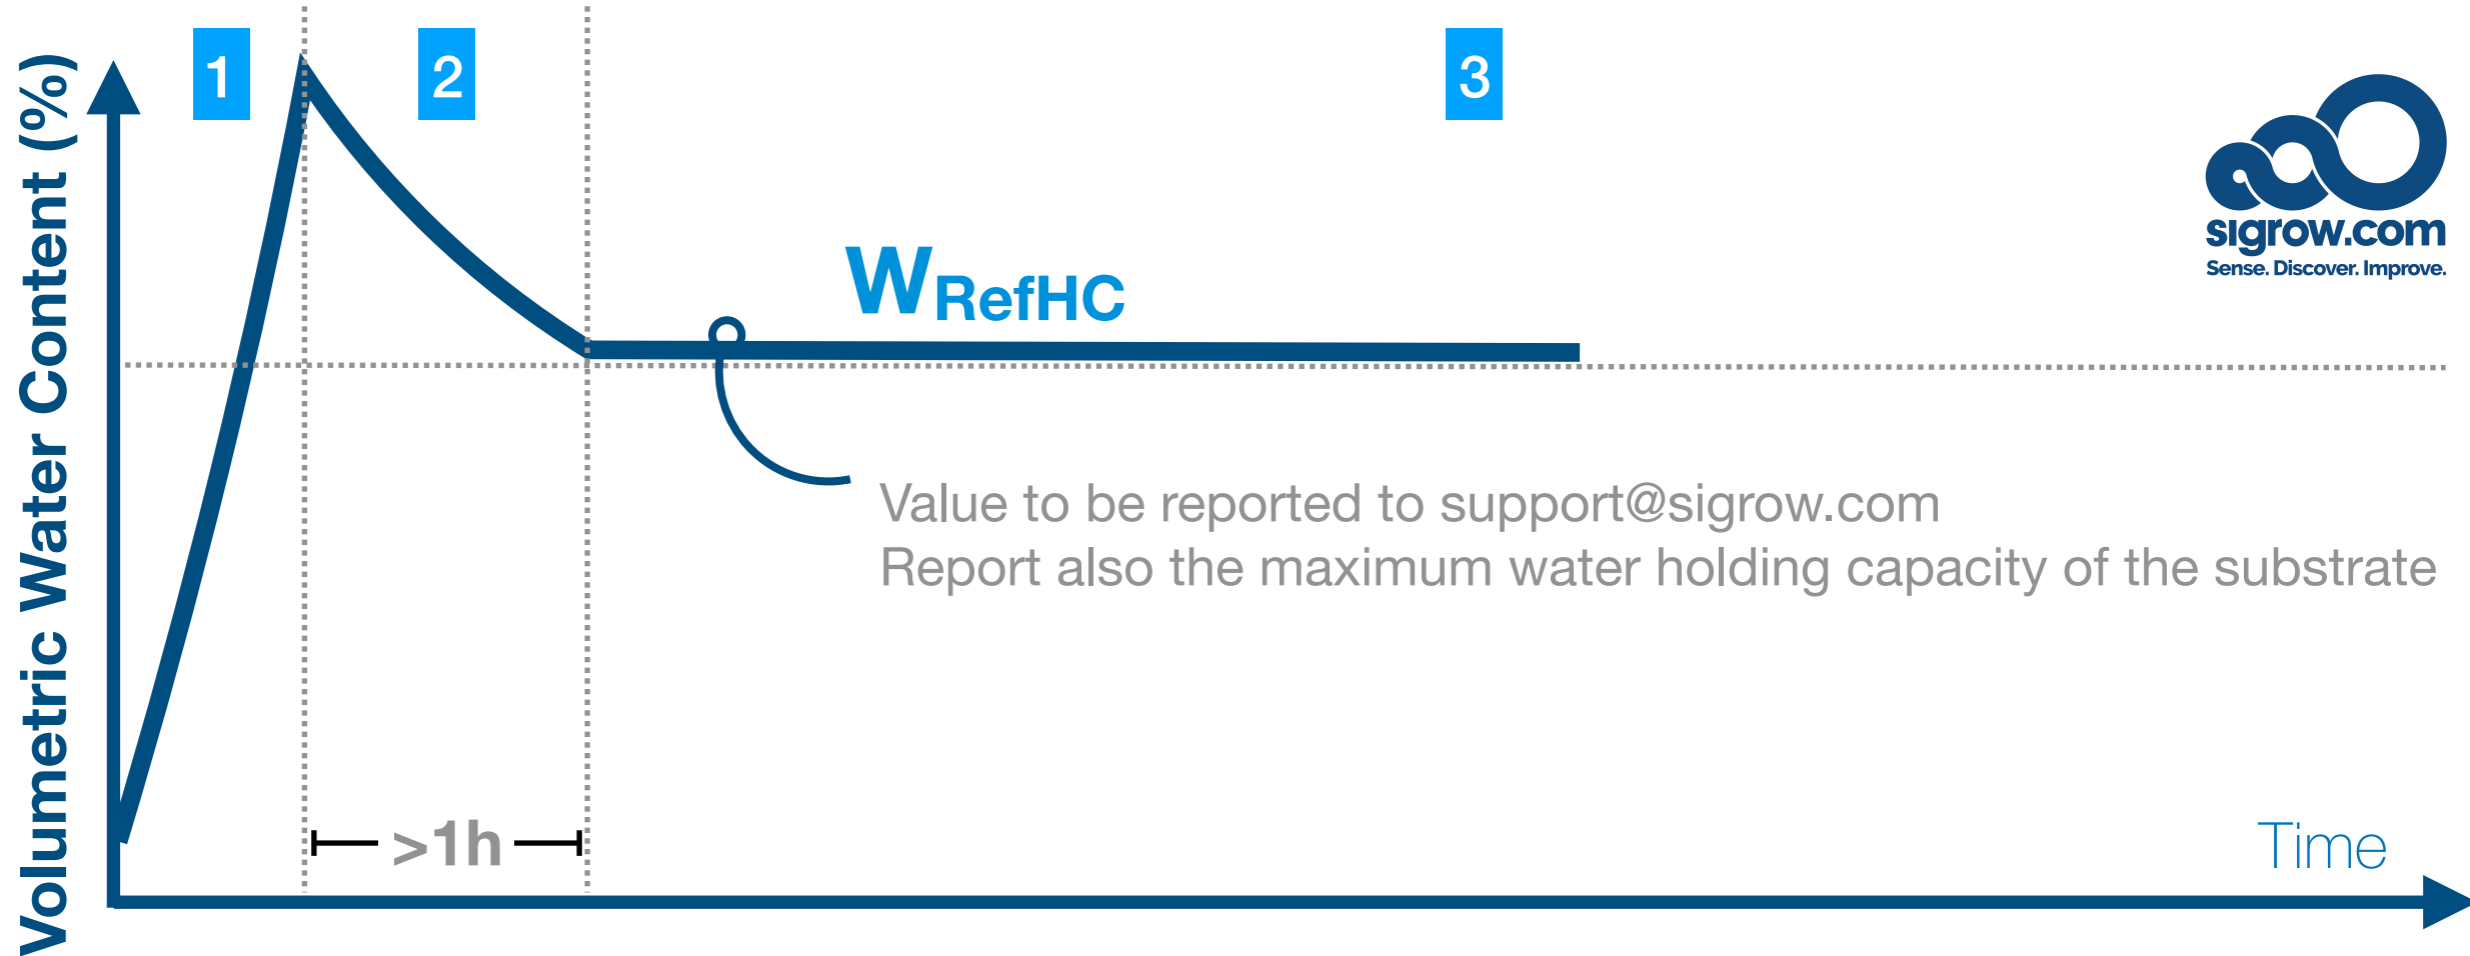 Volumetric Water Content (%)
1
2
3
sigrow.com
Sense. Discover. Improve.
WRefHC
Value to be reported to support@sigrow.com
Report also the maximum water holding capacity of the substrate
>1h
Time